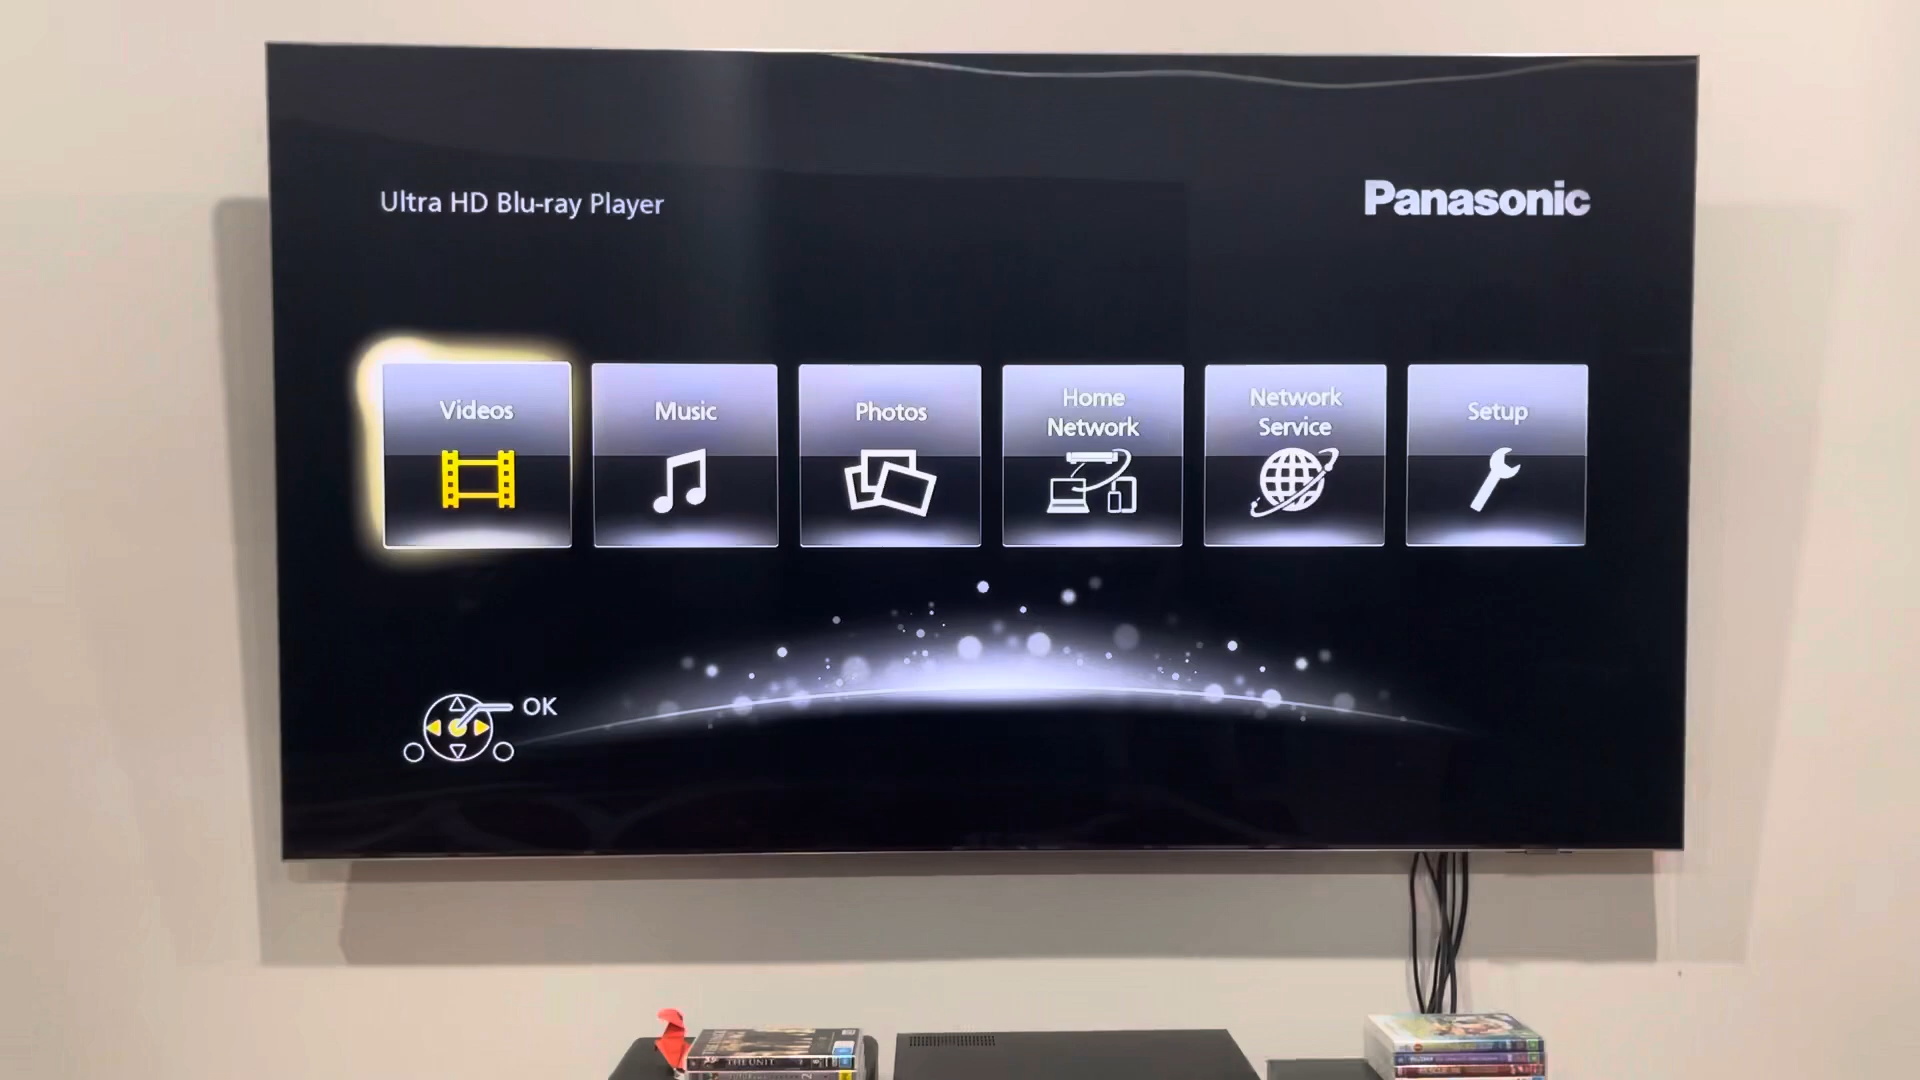 Ultra HD Blu-ray Player
Panasonic
Videos
Music
Photos
Home
Network
Network
Service
Setup
OK
THE UNIT